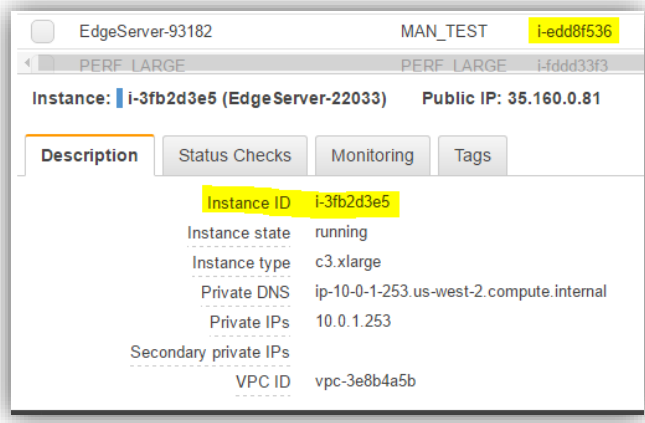 EdgeServer-93182 MAN_TEST i-edd8f536
PERF_LARGE PERF_LARGE i-fddd33f3
Instance: i-3fb2d3e5 (EdgeServer-22033) Public IP: 35.160.0.81
Description Status Checks Monitoring Tags
Instance ID i-3fb2d3e5
Instance state running
Instance type c3.xlarge
Private DNS ip-10-0-1-253.us-west-2.compute.internal
Private IPs 10.0.1.253
Secondary private IPs
VPC ID vpc-3e8b4a5b